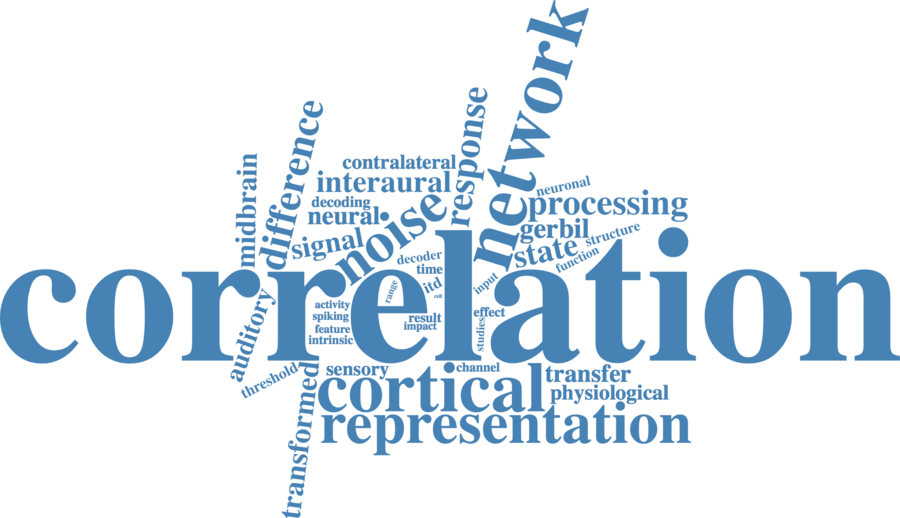 network
response
difference
midbrain
contralateral
interaural
decoding
neural
noise
signal
neuronal
processing
gerbil
state
structure
function
decoder
time
itd
cell
range
input
correlation
activity
spiking
feature
intrinsic
result
impact
effect
studies
auditory
threshold
transformed
sensory
channel
cortical
transfer
physiological
representation